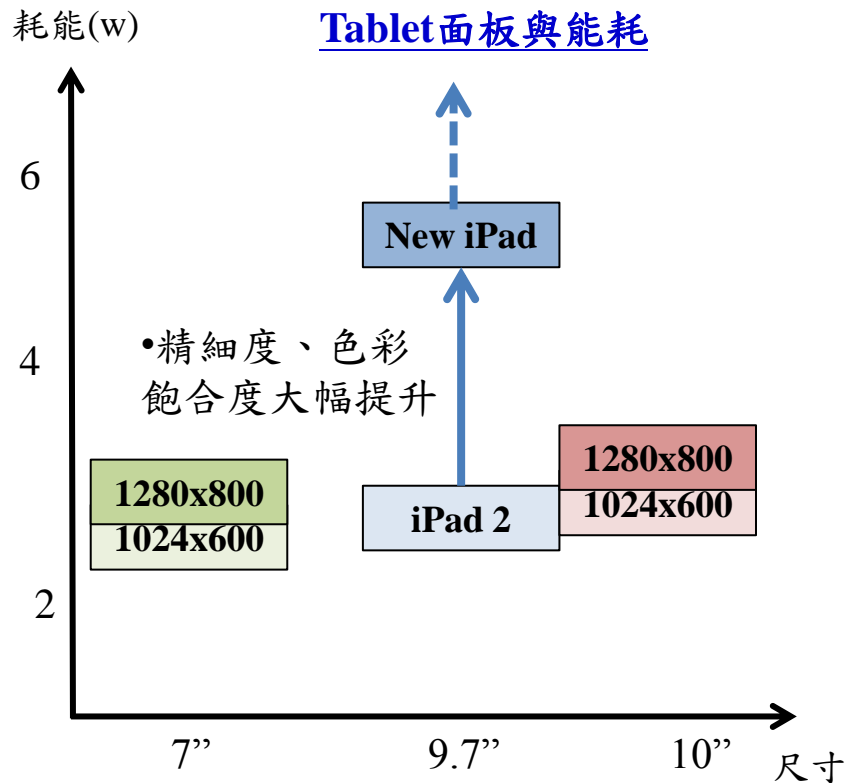 耗能(w)
Tablet面板與能耗
6
New iPad
•精細度、色彩
飽合度大幅提升
4
1280x800
1024x600
iPad 2
1280x800
1024x600
2
7”
9.7”
10”
尺寸